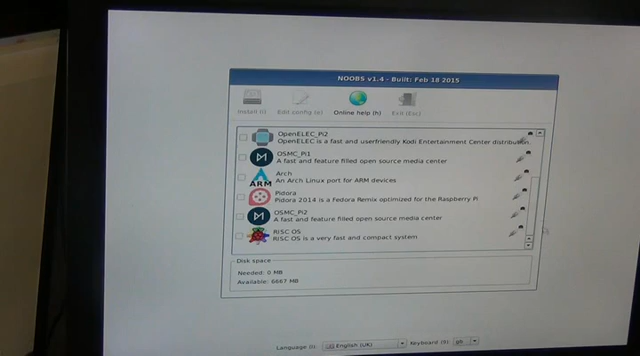 NOOBS v1.4 - Built: Feb 18 2015
Install (i)
Edit config (e)
Online help (h)
Exit (Esc)
OpenELEC_Pi2
OpenELEC is a fast and userfriendly Kodi Entertainment Center distribution
OSMC_Pi1
A fast and feature filled open source media center
Arch
An Arch Linux port for ARM devices
ARM
Pidora
Pidora 2014 is a Fedora Remix optimized for the Raspberry Pi
OSMC_Pi2
A fast and feature filled open source media center
RISC OS
RISC OS is a very fast and compact system
Disk space
Needed: 0 MB
Available: 6667 MB
Language (l): English (UK) Keyboard (9): gb